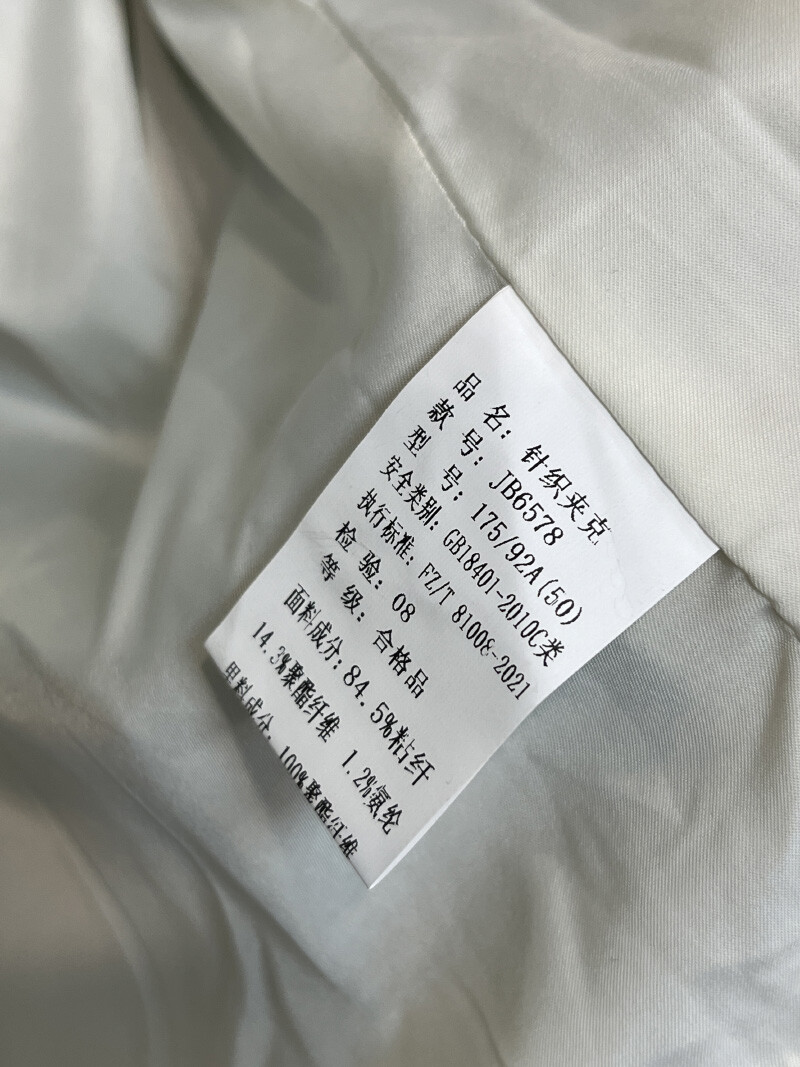 品 名: 针织夹克
款 号: JB6578
型 号: 175/92A(50)
安全类别: GB18401-2010C类
执行标准: FZ/T 81008-2021
检 验: 08
等 级: 合格品
面料成分: 84.5%粘纤
14.3%聚酯纤维 1.2%氨纶
里料成分: 100%聚酯纤维